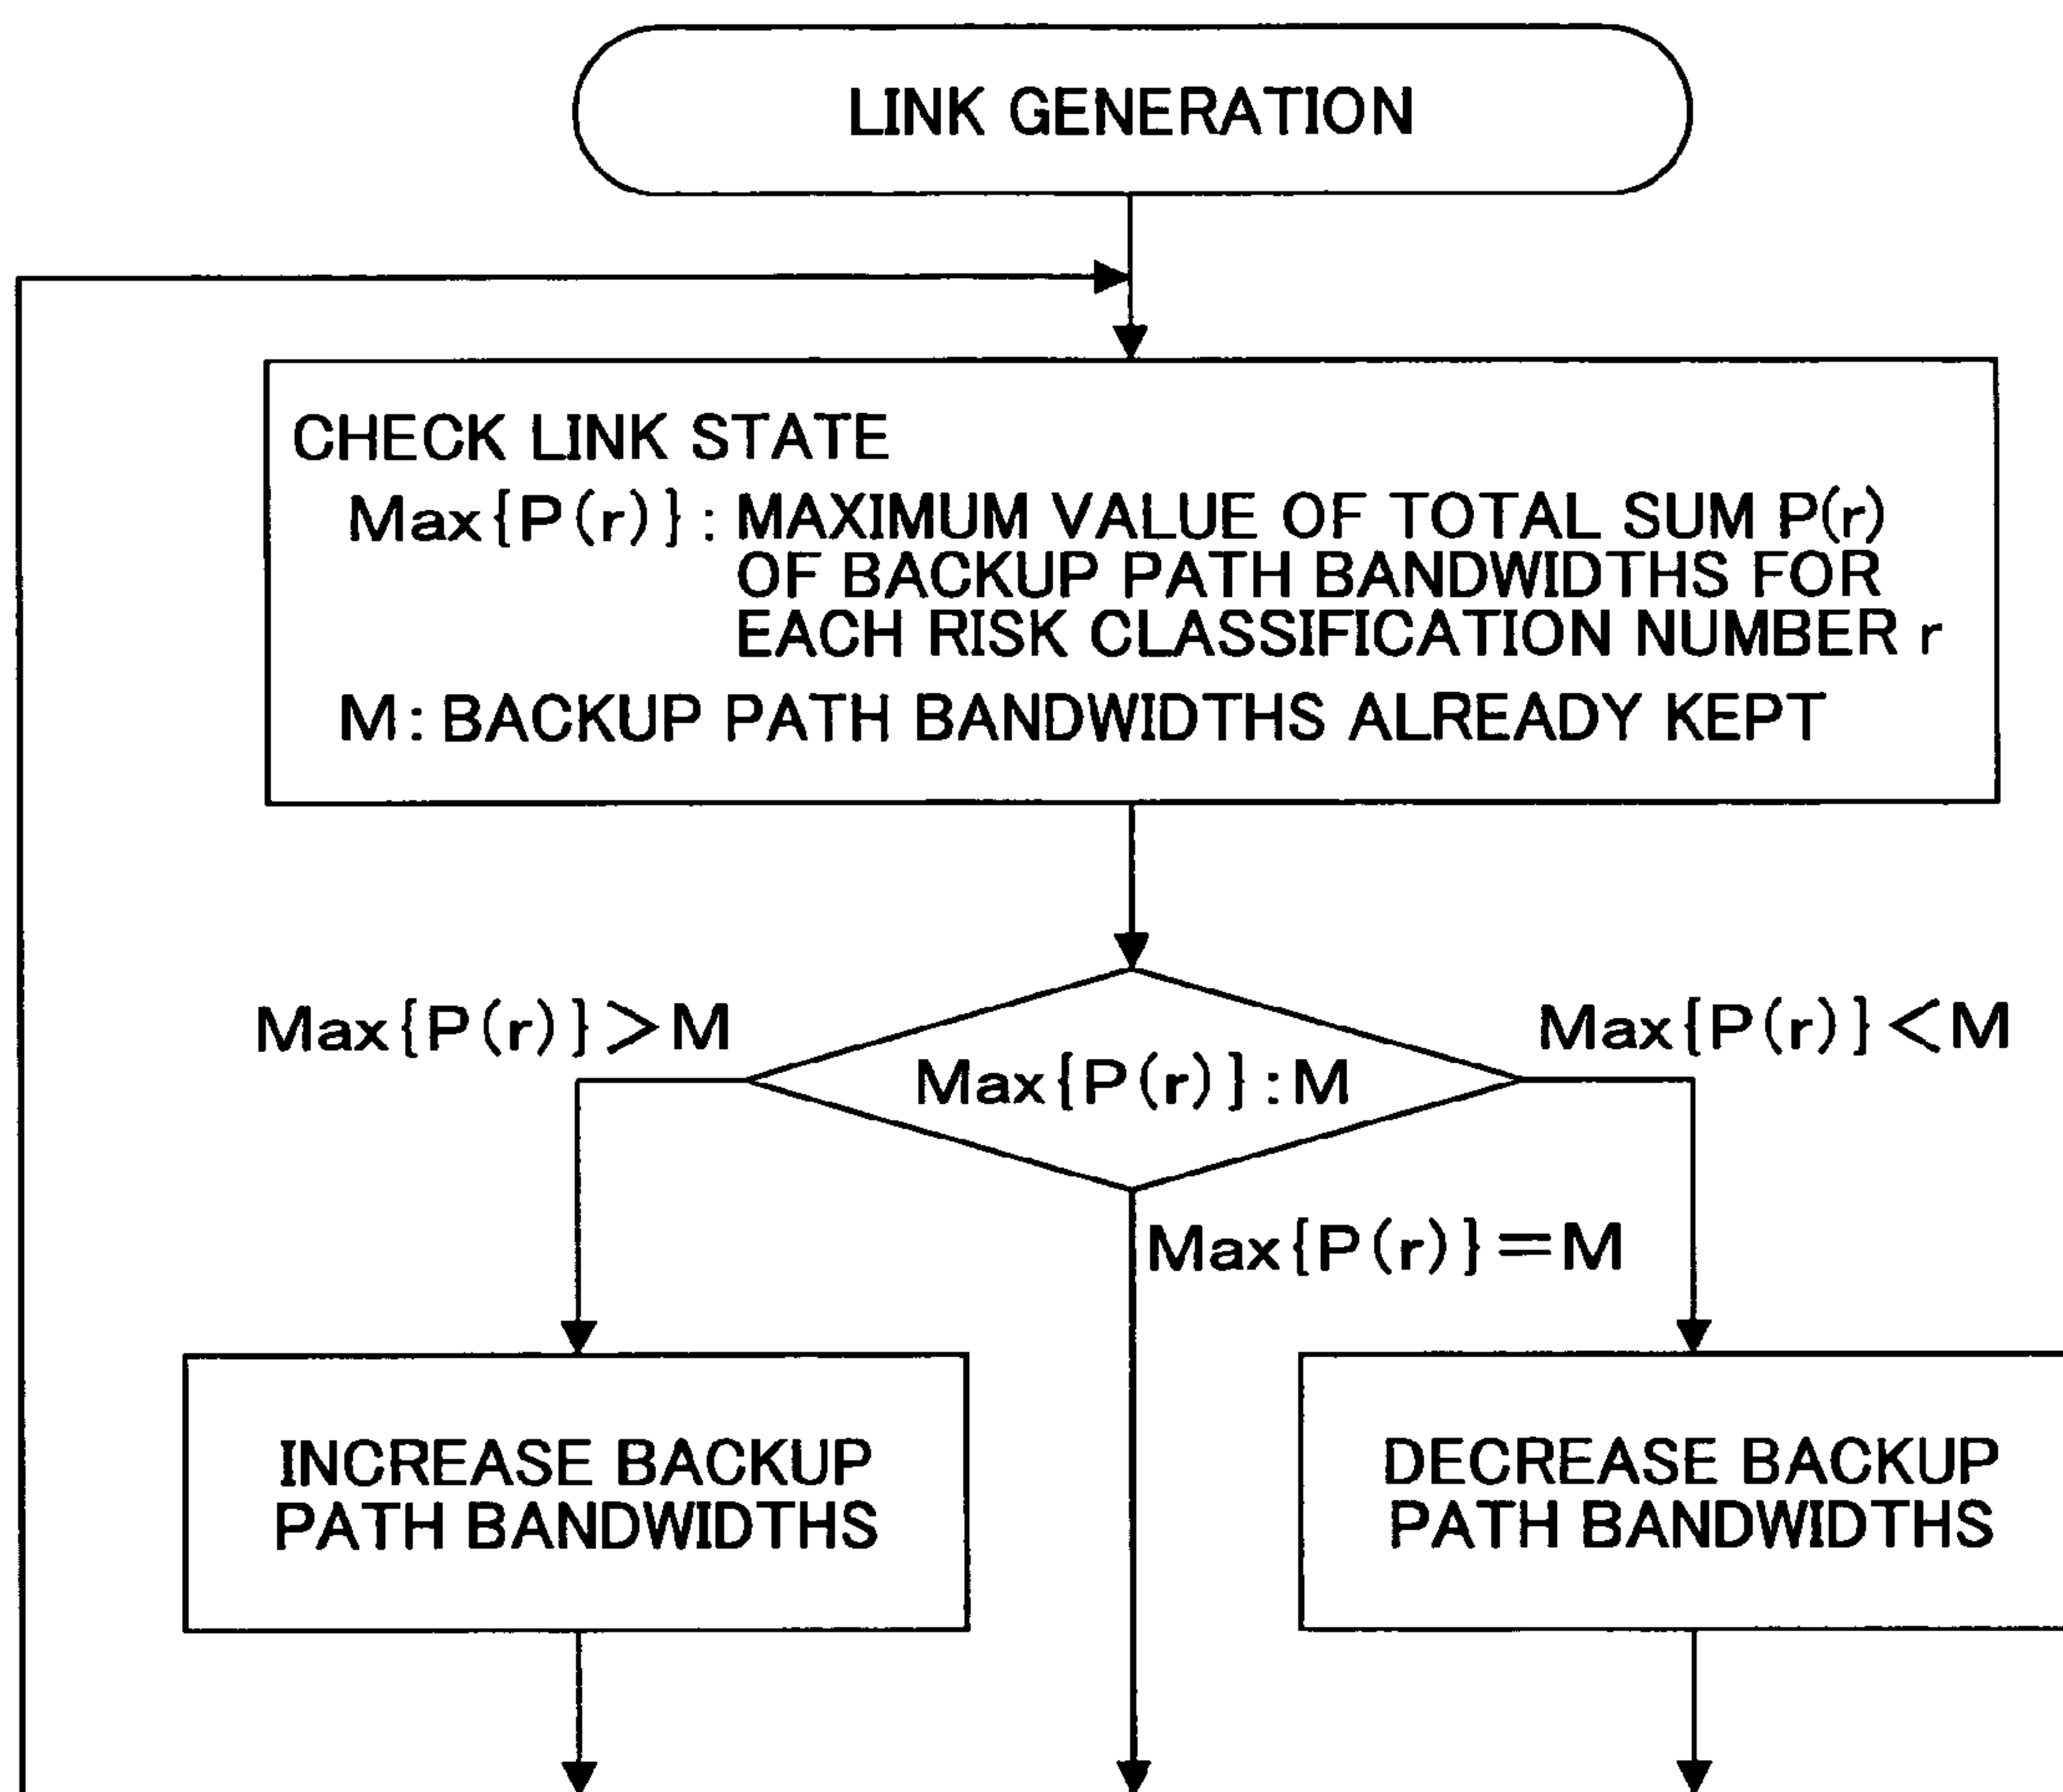 LINK GENERATION
CHECK LINK STATE
Max{P(r)}: MAXIMUM VALUE OF TOTAL SUM P(r)
OF BACKUP PATH BANDWIDTHS FOR
EACH RISK CLASSIFICATION NUMBER r
M: BACKUP PATH BANDWIDTHS ALREADY KEPT
Max{P(r)}>M
Max{P(r)}<M
Max{P(r)}:M
Max{P(r)}=M
INCREASE BACKUP
PATH BANDWIDTHS
DECREASE BACKUP
PATH BANDWIDTHS